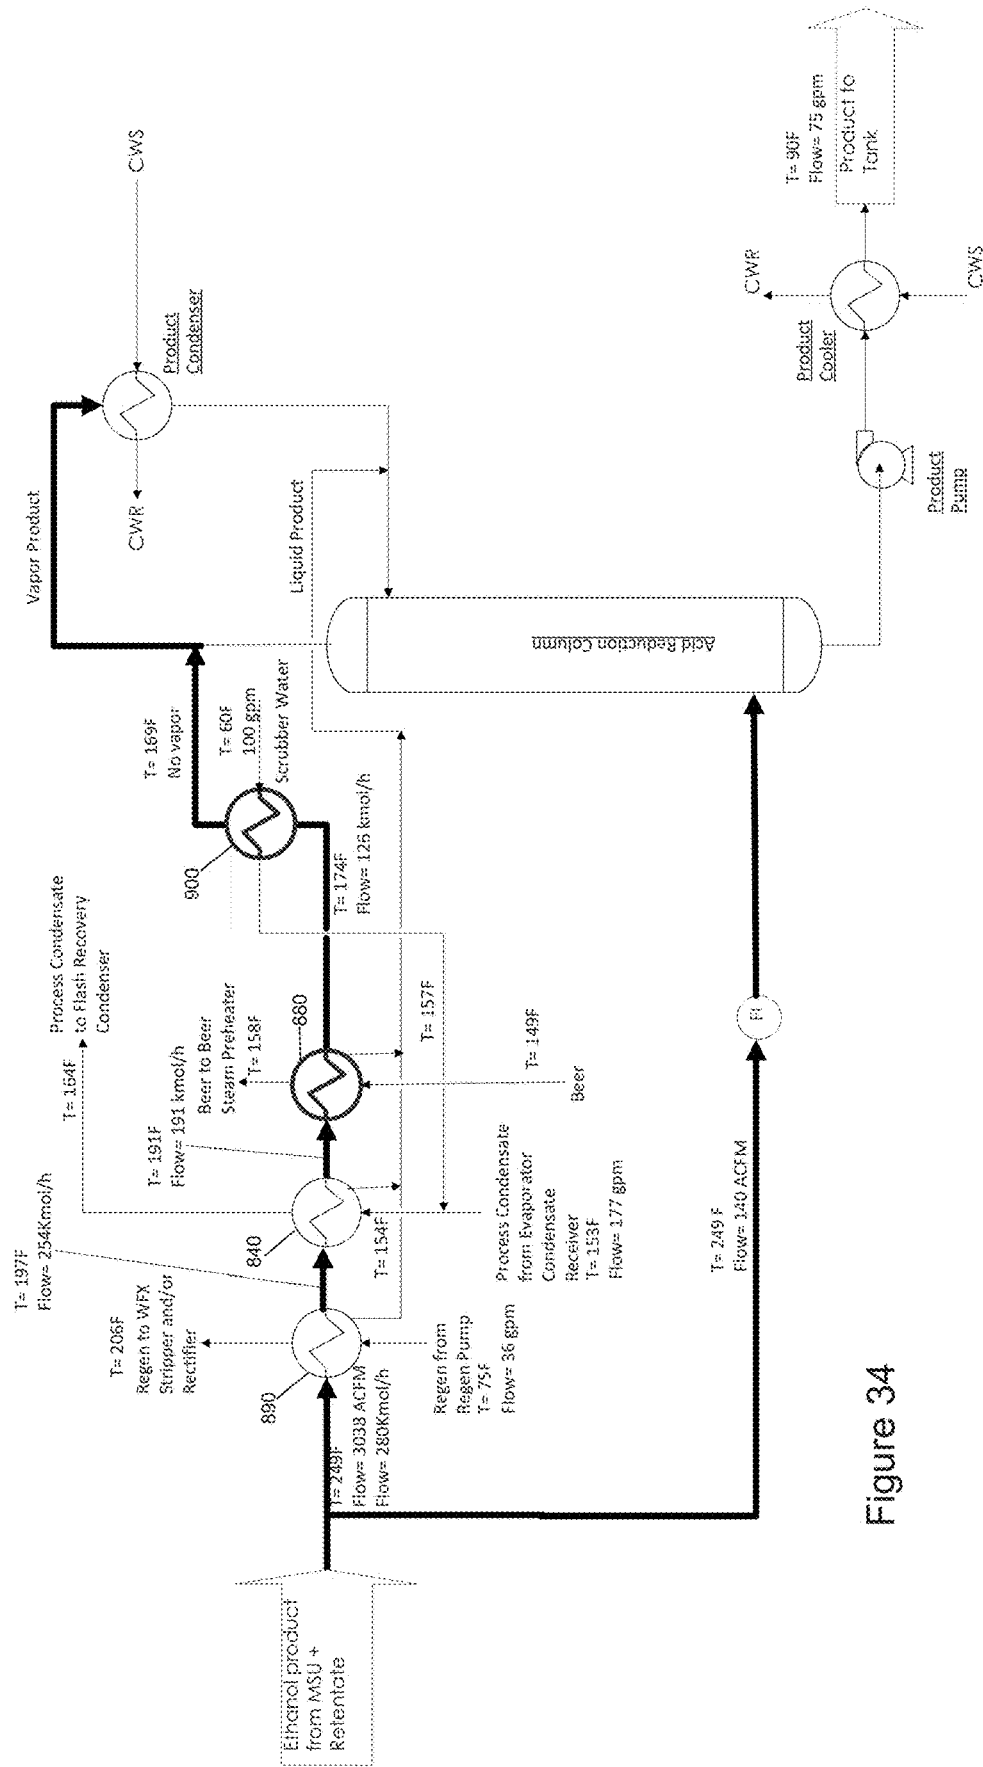 Ethanol product
from MSU +
Retentate
T= 249F
Flow= 3038 ACFM
Flow= 280Kmol/h
890
T= 206F
Regen to WFX
Stripper and/or
Rectifier
Regen from
Regen Pump
T= 75F
Flow= 36 gpm
T= 197F
Flow= 254Kmol/h
840
T= 154F
Process Condensate
from Evaporator
Condensate
Receiver
T= 153F
Flow= 177 gpm
T= 164F
Process Condensate
to Flash Recovery
Condenser
T= 191F
Flow= 191 kmol/h
Beer to Beer
Steam Preheater
T= 158F
880
T= 149F
Beer
T= 157F
T= 174F
Flow= 126 kmol/h
900
T= 169F
No vapor
T= 60F
100 gpm
Scrubber Water
Vapor Product
Liquid Product
CWR
CWS
Product
Condenser
Acid Reduction Column
T= 249 F
Flow= 140 ACFM
FI
Product
Pump
Product
Cooler
CWR
CWS
T= 90F
Flow= 75 gpm
Product to
Tank
Figure 34